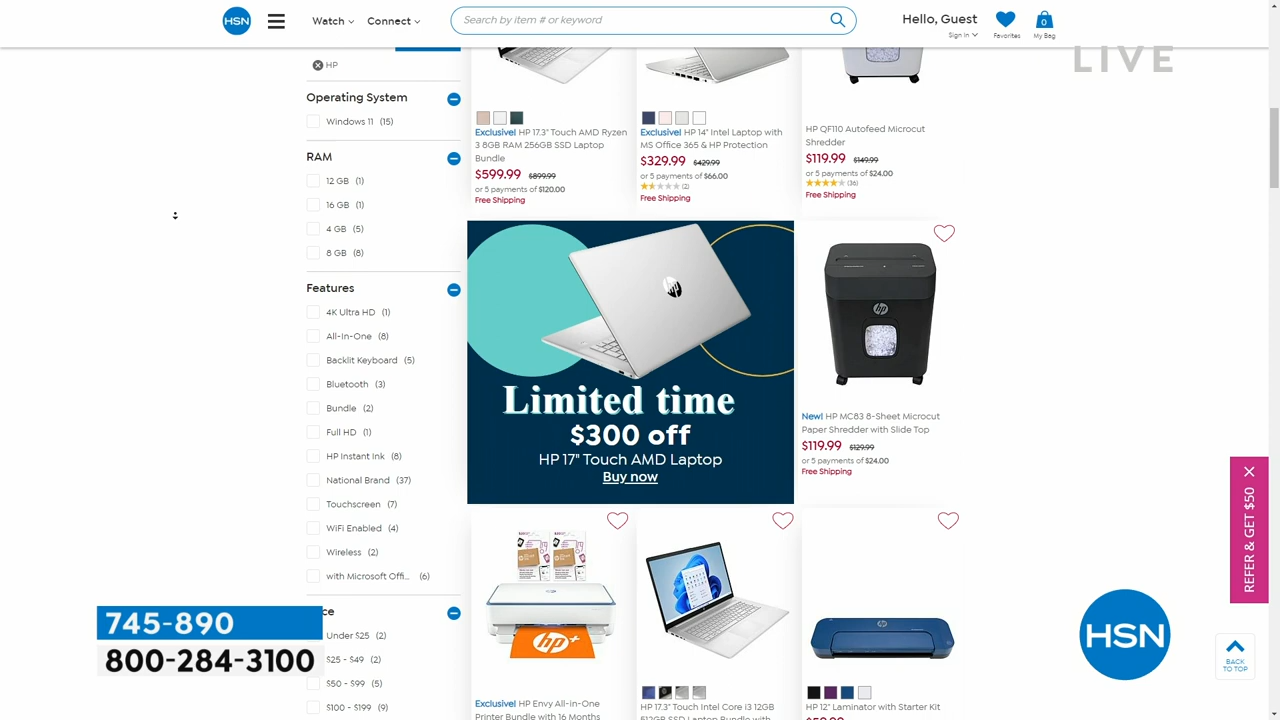 HSN
Watch
Connect
Search by item # or keyword
Hello, Guest
Sign In
Favorites
0
My Bag
LIVE
HP
Operating System
Windows 11 (15)
RAM
12 GB (1)
16 GB (1)
4 GB (5)
8 GB (8)
Features
4K Ultra HD (1)
All-In-One (8)
Backlit Keyboard (5)
Bluetooth (3)
Bundle (2)
Full HD (1)
HP Instant Ink (8)
National Brand (37)
Touchscreen (7)
WiFi Enabled (4)
Wireless (2)
with Microsoft Offi... (6)
ce
Under $25 (2)
$25 - $49 (2)
$50 - $99 (5)
$100 - $199 (9)
Exclusive! HP 17.3" Touch AMD Ryzen
3 8GB RAM 256GB SSD Laptop
Bundle
$599.99 $899.99
or 5 payments of $120.00
Free Shipping
Exclusive! HP 14" Intel Laptop with
MS Office 365 & HP Protection
$329.99 $429.99
or 5 payments of $66.00
(2)
Free Shipping
HP QF110 Autofeed Microcut
Shredder
$119.99 $149.99
or 5 payments of $24.00
(36)
Free Shipping
hp
Limited time
$300 off
HP 17" Touch AMD Laptop
Buy now
hp
New! HP MC83 8-Sheet Microcut
Paper Shredder with Slide Top
$119.99 $129.99
or 5 payments of $24.00
Free Shipping
hp+
Exclusive! HP Envy All-in-One
Printer Bundle with 16 Months
HP 17.3" Touch Intel Core i3 12GB
512GB SSD Laptop Bundle with
hp
HP 12" Laminator with Starter Kit
REFER & GET $50
745-890
800-284-3100
HSN
BACK
TO TOP